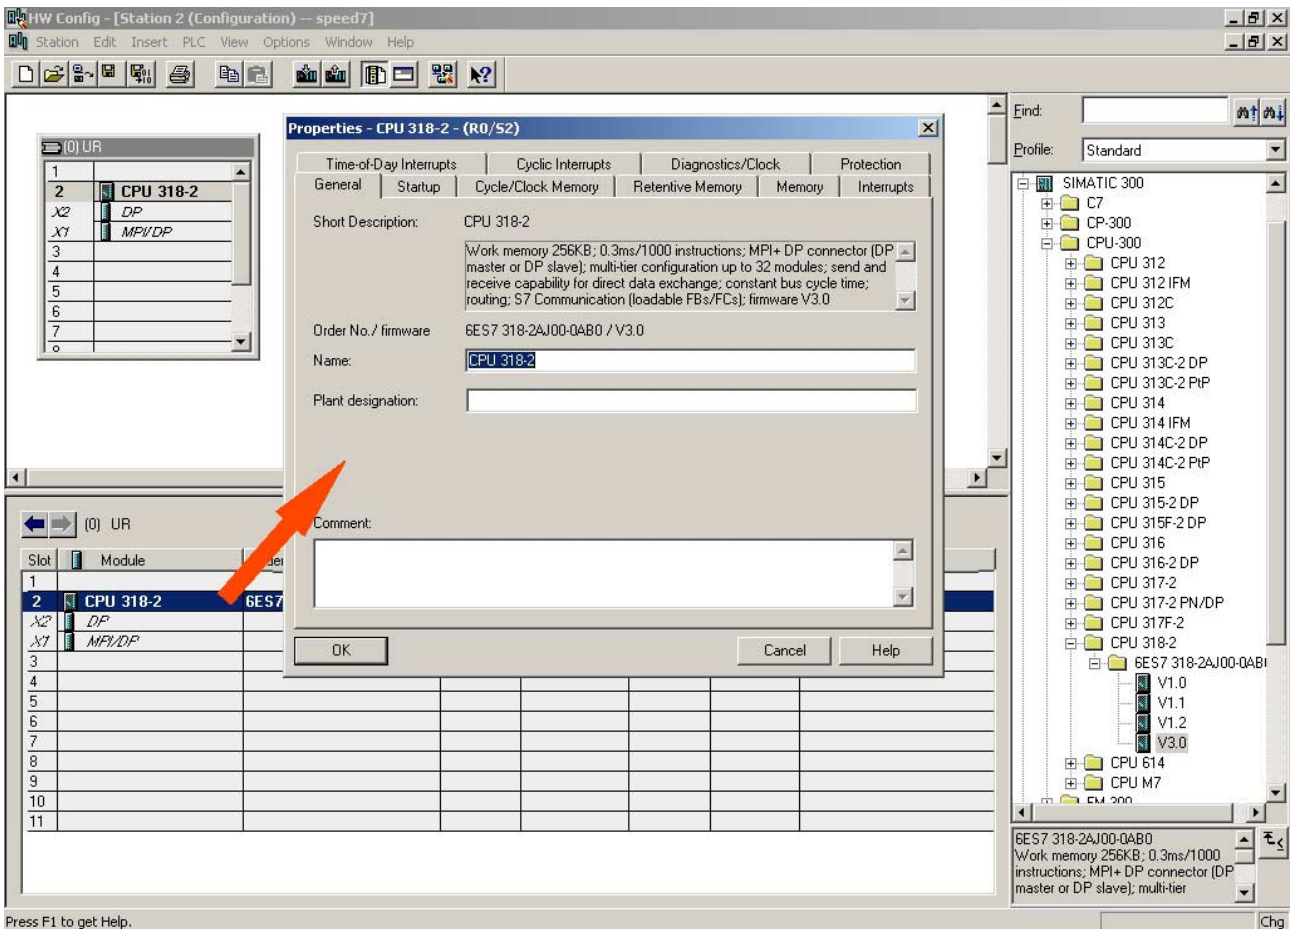 HW Config - [Station 2 (Configuration) -- speed7]
Station Edit Insert PLC View Options Window Help
(0) UR
1
2 CPU 318-2
X2 DP
X1 MPI/DP
3
4
5
6
7
Properties - CPU 318-2 - (R0/S2)
Time-of-Day Interrupts Cyclic Interrupts Diagnostics/Clock Protection
General Startup Cycle/Clock Memory Retentive Memory Memory Interrupts
Short Description: CPU 318-2
Work memory 256KB; 0.3ms/1000 instructions; MPI+ DP connector (DP
master or DP slave); multi-tier configuration up to 32 modules; send and
receive capability for direct data exchange; constant bus cycle time;
routing; S7 Communication (loadable FBs/FCs); firmware V3.0
Order No./ firmware 6ES7 318-2AJ00-0AB0 / V3.0
Name: CPU 318-2
Plant designation:
Comment:
OK Cancel Help
(0) UR
Slot Module
1
2 CPU 318-2 6ES7
X2 DP
X1 MPI/DP
3
4
5
6
7
8
9
10
11
Find:
Profile: Standard
SIMATIC 300
C7
CP-300
CPU-300
CPU 312
CPU 312 IFM
CPU 312C
CPU 313
CPU 313C
CPU 313C-2 DP
CPU 313C-2 PtP
CPU 314
CPU 314 IFM
CPU 314C-2 DP
CPU 314C-2 PtP
CPU 315
CPU 315-2 DP
CPU 315F-2 DP
CPU 316
CPU 316-2 DP
CPU 317-2
CPU 317-2 PN/DP
CPU 317F-2
CPU 318-2
6ES7 318-2AJ00-0AB
V1.0
V1.1
V1.2
V3.0
CPU 614
CPU M7
FM 300
6ES7 318-2AJ00-0AB0
Work memory 256KB; 0.3ms/1000
instructions; MPI+ DP connector (DP
master or DP slave); multi-tier
Press F1 to get Help.
Chg